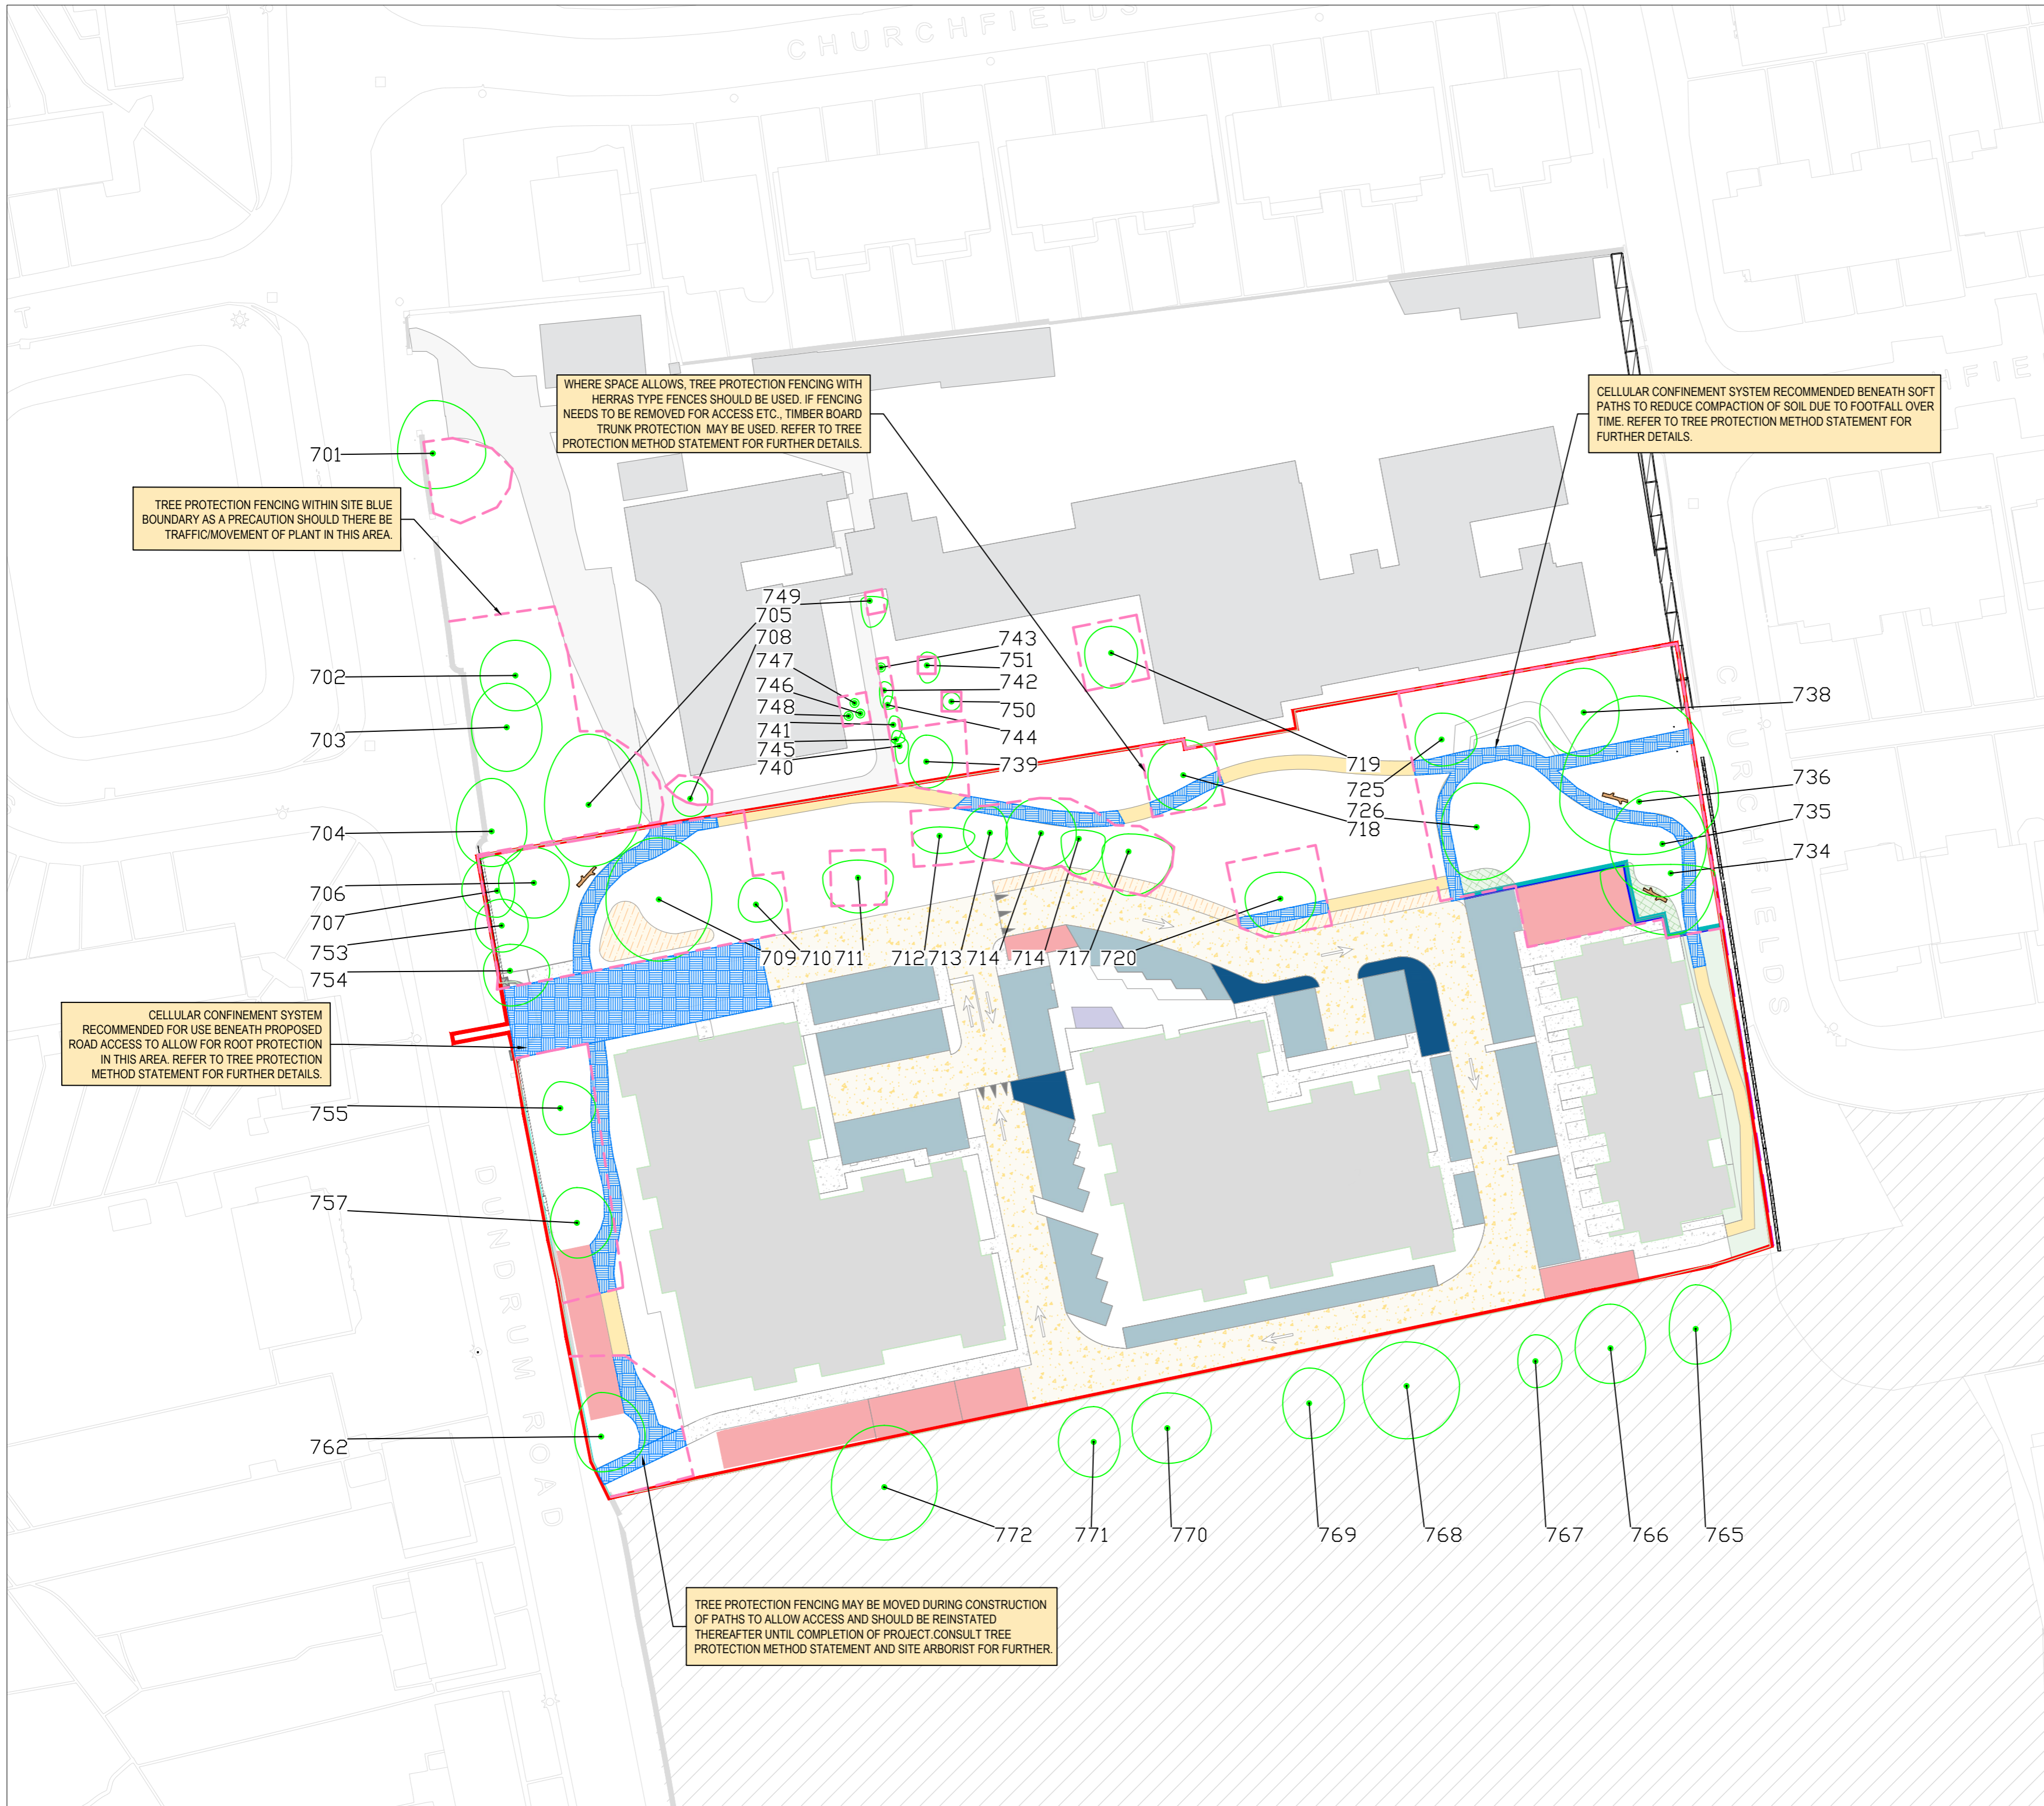 CHURCHFIELDS
T
WHERE SPACE ALLOWS, TREE PROTECTION FENCING WITH
HERRAS TYPE FENCES SHOULD BE USED. IF FENCING
NEEDS TO BE REMOVED FOR ACCESS ETC., TIMBER BOARD
TRUNK PROTECTION MAY BE USED. REFER TO TREE
PROTECTION METHOD STATEMENT FOR FURTHER DETAILS.
CELLULAR CONFINEMENT SYSTEM RECOMMENDED BENEATH SOFT
PATHS TO REDUCE COMPACTION OF SOIL DUE TO FOOTFALL OVER
TIME. REFER TO TREE PROTECTION METHOD STATEMENT FOR
FURTHER DETAILS.
HFIE
701
TREE PROTECTION FENCING WITHIN SITE BLUE
BOUNDARY AS A PRECAUTION SHOULD THERE BE
TRAFFIC/MOVEMENT OF PLANT IN THIS AREA.
749
705
708
747
746
748
741
745
740
743
751
742
750
744
739
702
703
704
706
707
753
754
719
725
726
718
738
736
735
734
CHURCHFIELDS
709
710
711
712
713
714
714
717
720
CELLULAR CONFINEMENT SYSTEM
RECOMMENDED FOR USE BENEATH PROPOSED
ROAD ACCESS TO ALLOW FOR ROOT PROTECTION
IN THIS AREA. REFER TO TREE PROTECTION
METHOD STATEMENT FOR FURTHER DETAILS.
755
757
DUNDRUM ROAD
762
772
771
770
769
768
767
766
765
TREE PROTECTION FENCING MAY BE MOVED DURING CONSTRUCTION
OF PATHS TO ALLOW ACCESS AND SHOULD BE REINSTATED
THEREAFTER UNTIL COMPLETION OF PROJECT.CONSULT TREE
PROTECTION METHOD STATEMENT AND SITE ARBORIST FOR FURTHER.